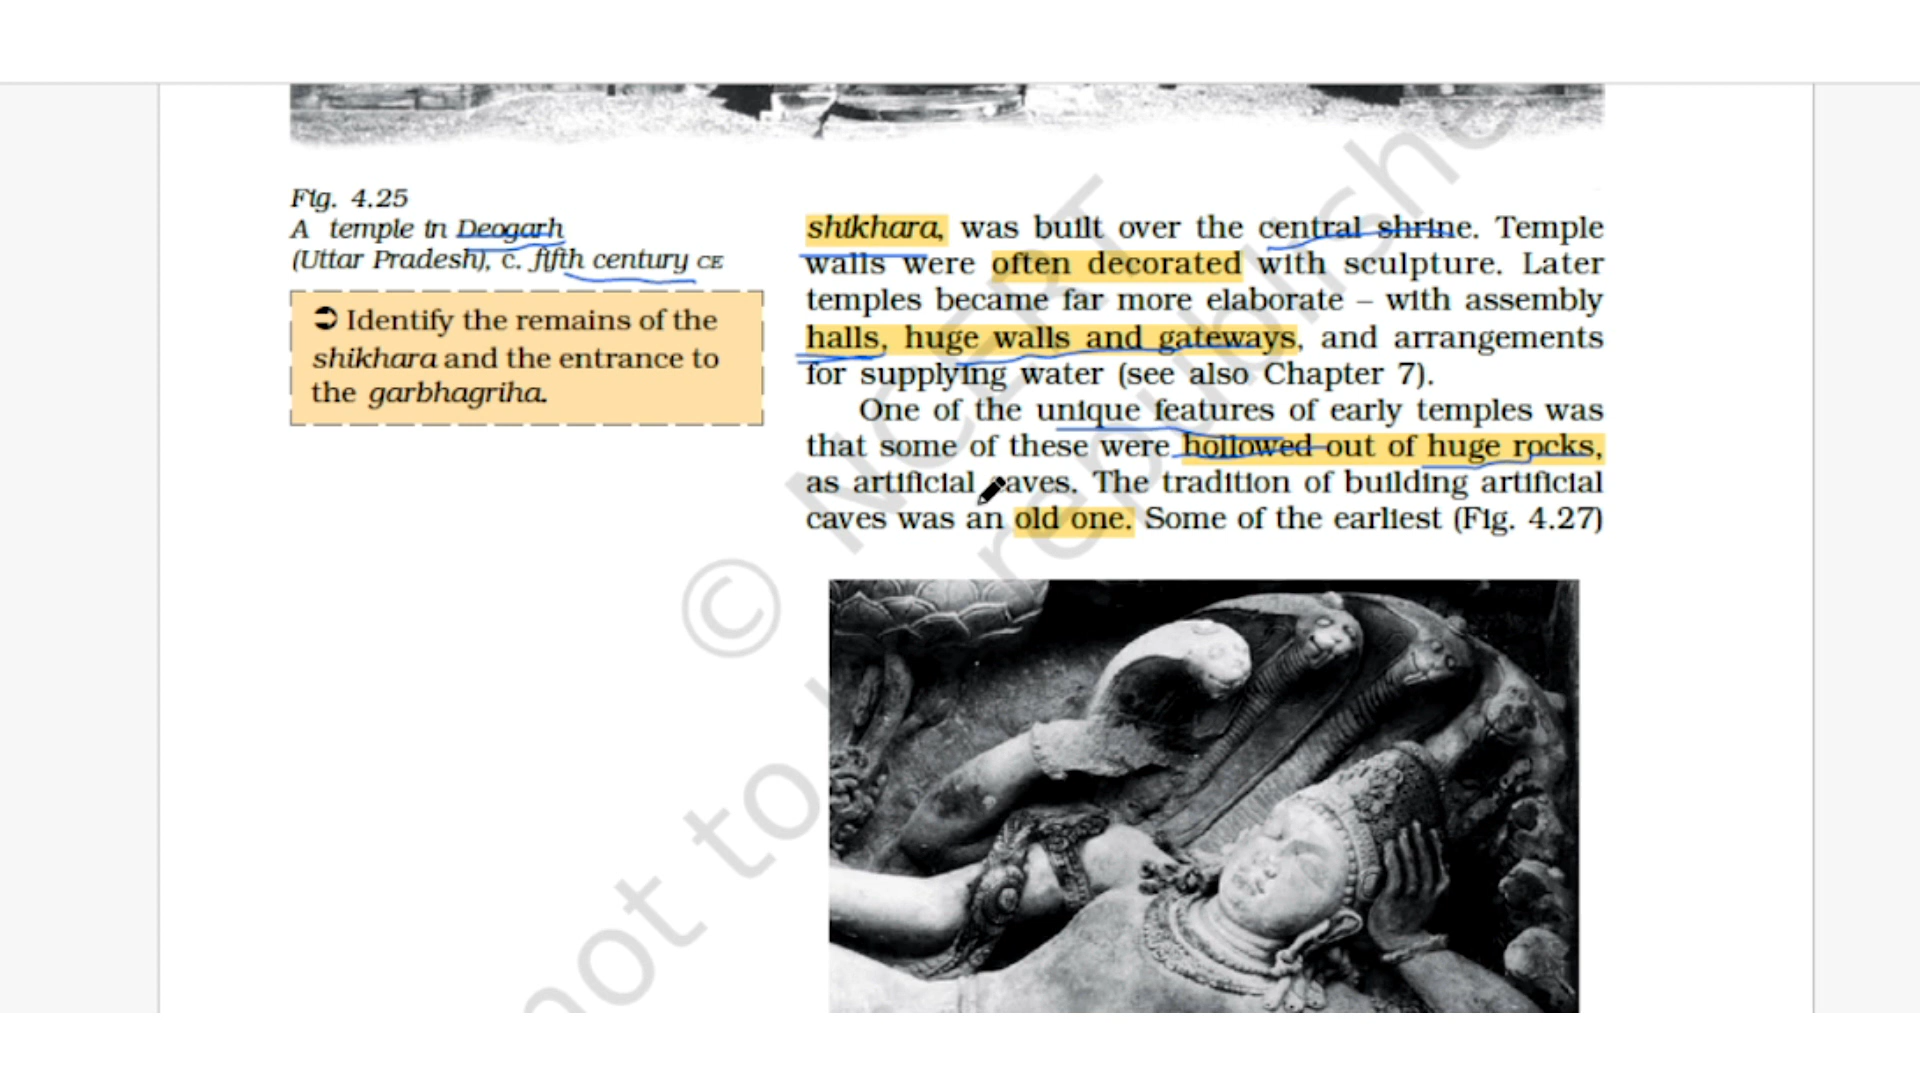 Fig. 4.25
A temple in Deogarh
(Uttar Pradesh), c. fifth century CE
➲ Identify the remains of the
shikhara and the entrance to
the garbhagriha.
shikhara, was built over the central shrine. Temple
walls were often decorated with sculpture. Later
temples became far more elaborate – with assembly
halls, huge walls and gateways, and arrangements
for supplying water (see also Chapter 7).
One of the unique features of early temples was
that some of these were hollowed out of huge rocks,
as artificial caves. The tradition of building artificial
caves was an old one. Some of the earliest (Fig. 4.27)
© NCERT
not to be republished